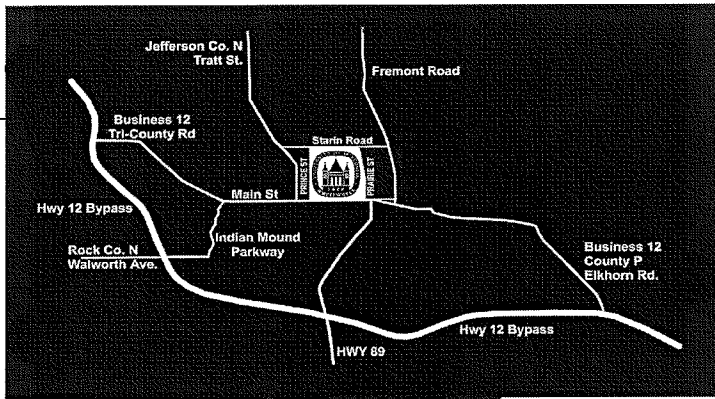 Jefferson Co. N
Tratt St.
Fremont Road
Business 12
Tri-County Rd
Starin Road
PRINCE ST
PRAIRIE ST
Main St
Hwy 12 Bypass
Indian Mound
Parkway
Rock Co. N
Walworth Ave.
Business 12
County P
Elkhorn Rd.
Hwy 12 Bypass
HWY 89